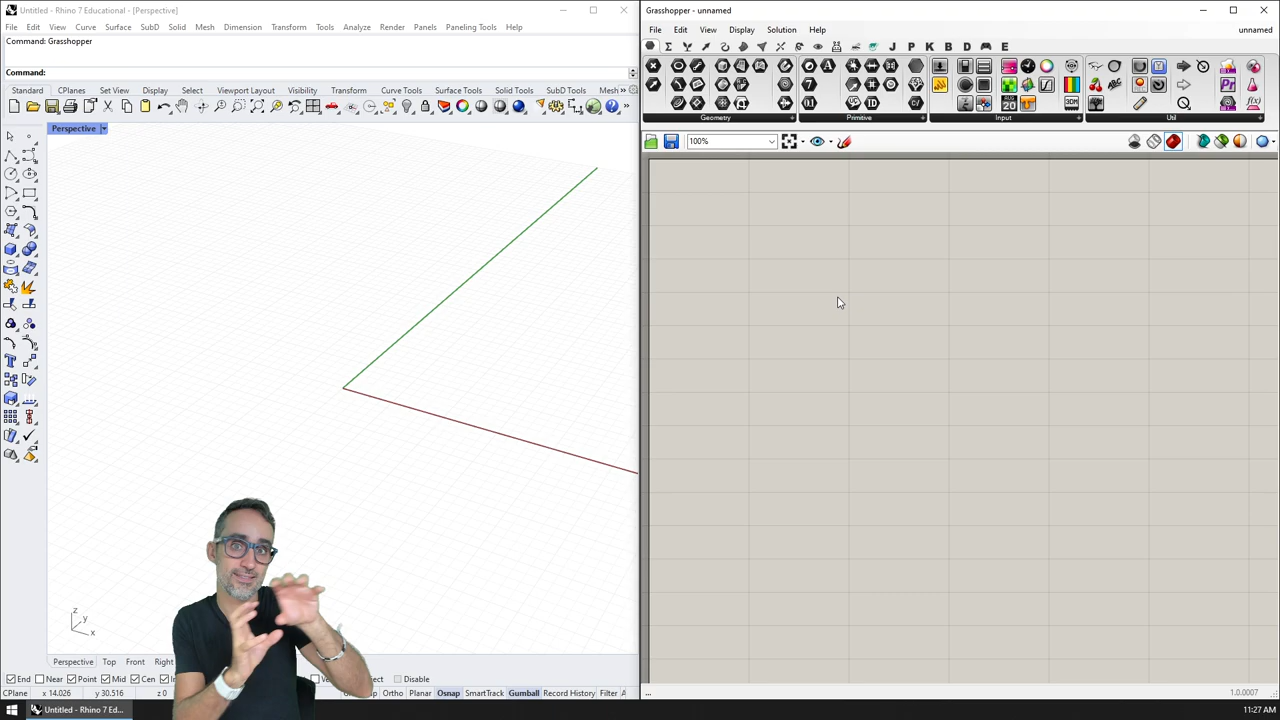 Untitled - Rhino 7 Educational - [Perspective]
File Edit View Curve Surface SubD Solid Mesh Dimension Transform Tools Analyze Render Panels Paneling Tools Help
Command: Grasshopper
Command:
Standard CPlanes Set View Display Select Viewport Layout Visibility Transform Curve Tools Surface Tools Solid Tools SubD Tools Mesh
Perspective
z
y
x
Perspective Top Front Right
End Near Point Mid Cen Disable
CPlane x 14.026 y 30.516 z 0 Ortho Planar Osnap SmartTrack Gumball Record History Filter
Untitled - Rhino 7 Ed...
Grasshopper - unnamed
File Edit View Display Solution Help unnamed
J P K B D E
Geometry Primitive Input Util
100%
...
1.0.0007
11:27 AM